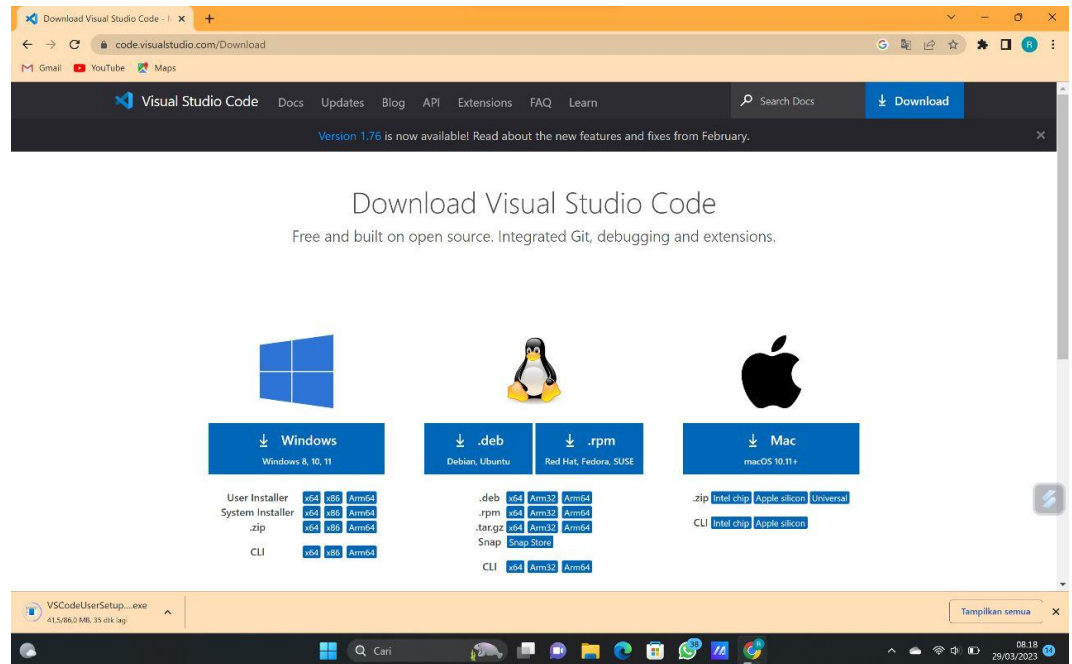 Download Visual Studio Code - 
code.visualstudio.com/Download
G
R
Gmail YouTube Maps
Visual Studio Code Docs Updates Blog API Extensions FAQ Learn Search Docs Download
Version 1.76 is now available! Read about the new features and fixes from February.
Download Visual Studio Code
Free and built on open source. Integrated Git, debugging and extensions.
Windows
Windows 8, 10, 11
User Installer x64 x86 Arm64
System Installer x64 x86 Arm64
.zip x64 x86 Arm64
CLI x64 x86 Arm64
.deb
Debian, Ubuntu
.rpm
Red Hat, Fedora, SUSE
.deb x64 Arm32 Arm64
.rpm x64 Arm32 Arm64
.tar.gz x64 Arm32 Arm64
Snap Snap Store
CLI x64 Arm32 Arm64
Mac
macOS 10.11+
.zip Intel chip Apple silicon Universal
CLI Intel chip Apple silicon
VSCodeUserSetup....exe
41,5/86,0 MB, 35 dtk lagi
Tampilkan semua
Cari
38
08.18
29/03/2023